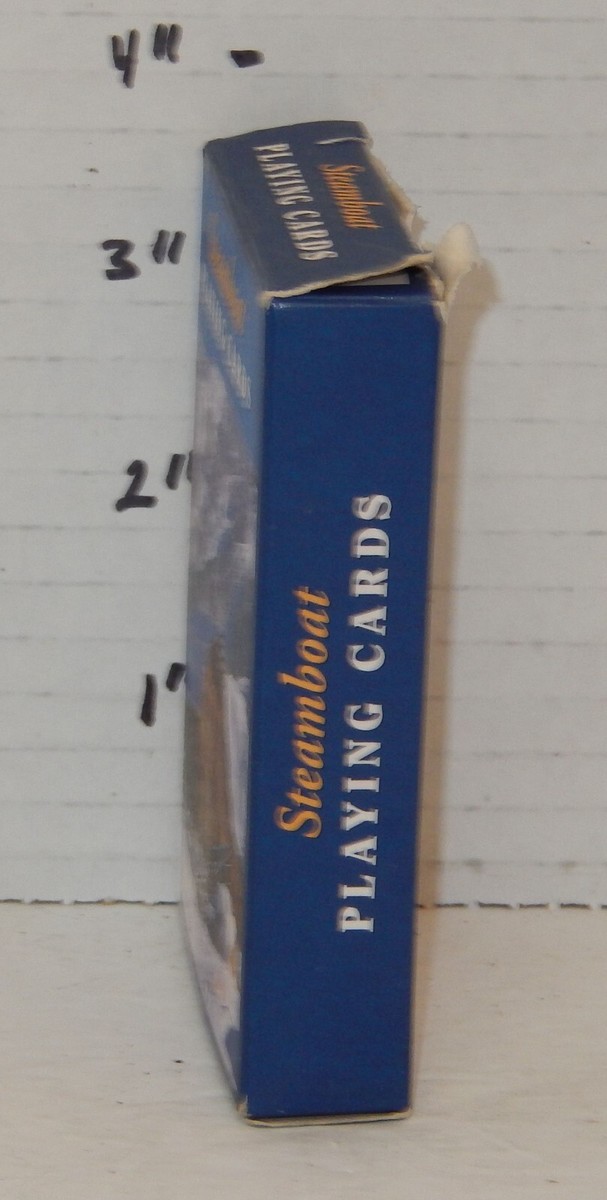 4" -
Steamboat
PLAYING CARDS
3"
2"
1"
Steamboat
PLAYING CARDS